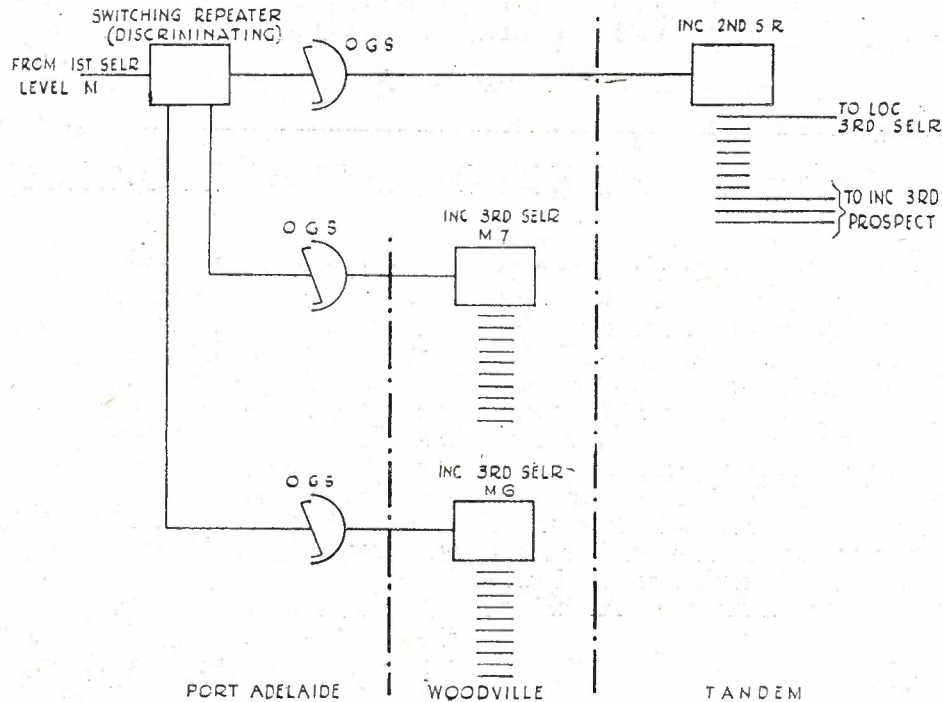 SWITCHING REPEATER
(DISCRIMINATING)
O G S
INC 2ND S R
FROM 1ST SELR
LEVEL M
TO LOC
3RD. SELR
TO INC 3RD
PROSPECT
O G S
INC 3RD SELR
M 7
O G S
INC 3RD SELR
M 6
PORT ADELAIDE
WOODVILLE
TANDEM